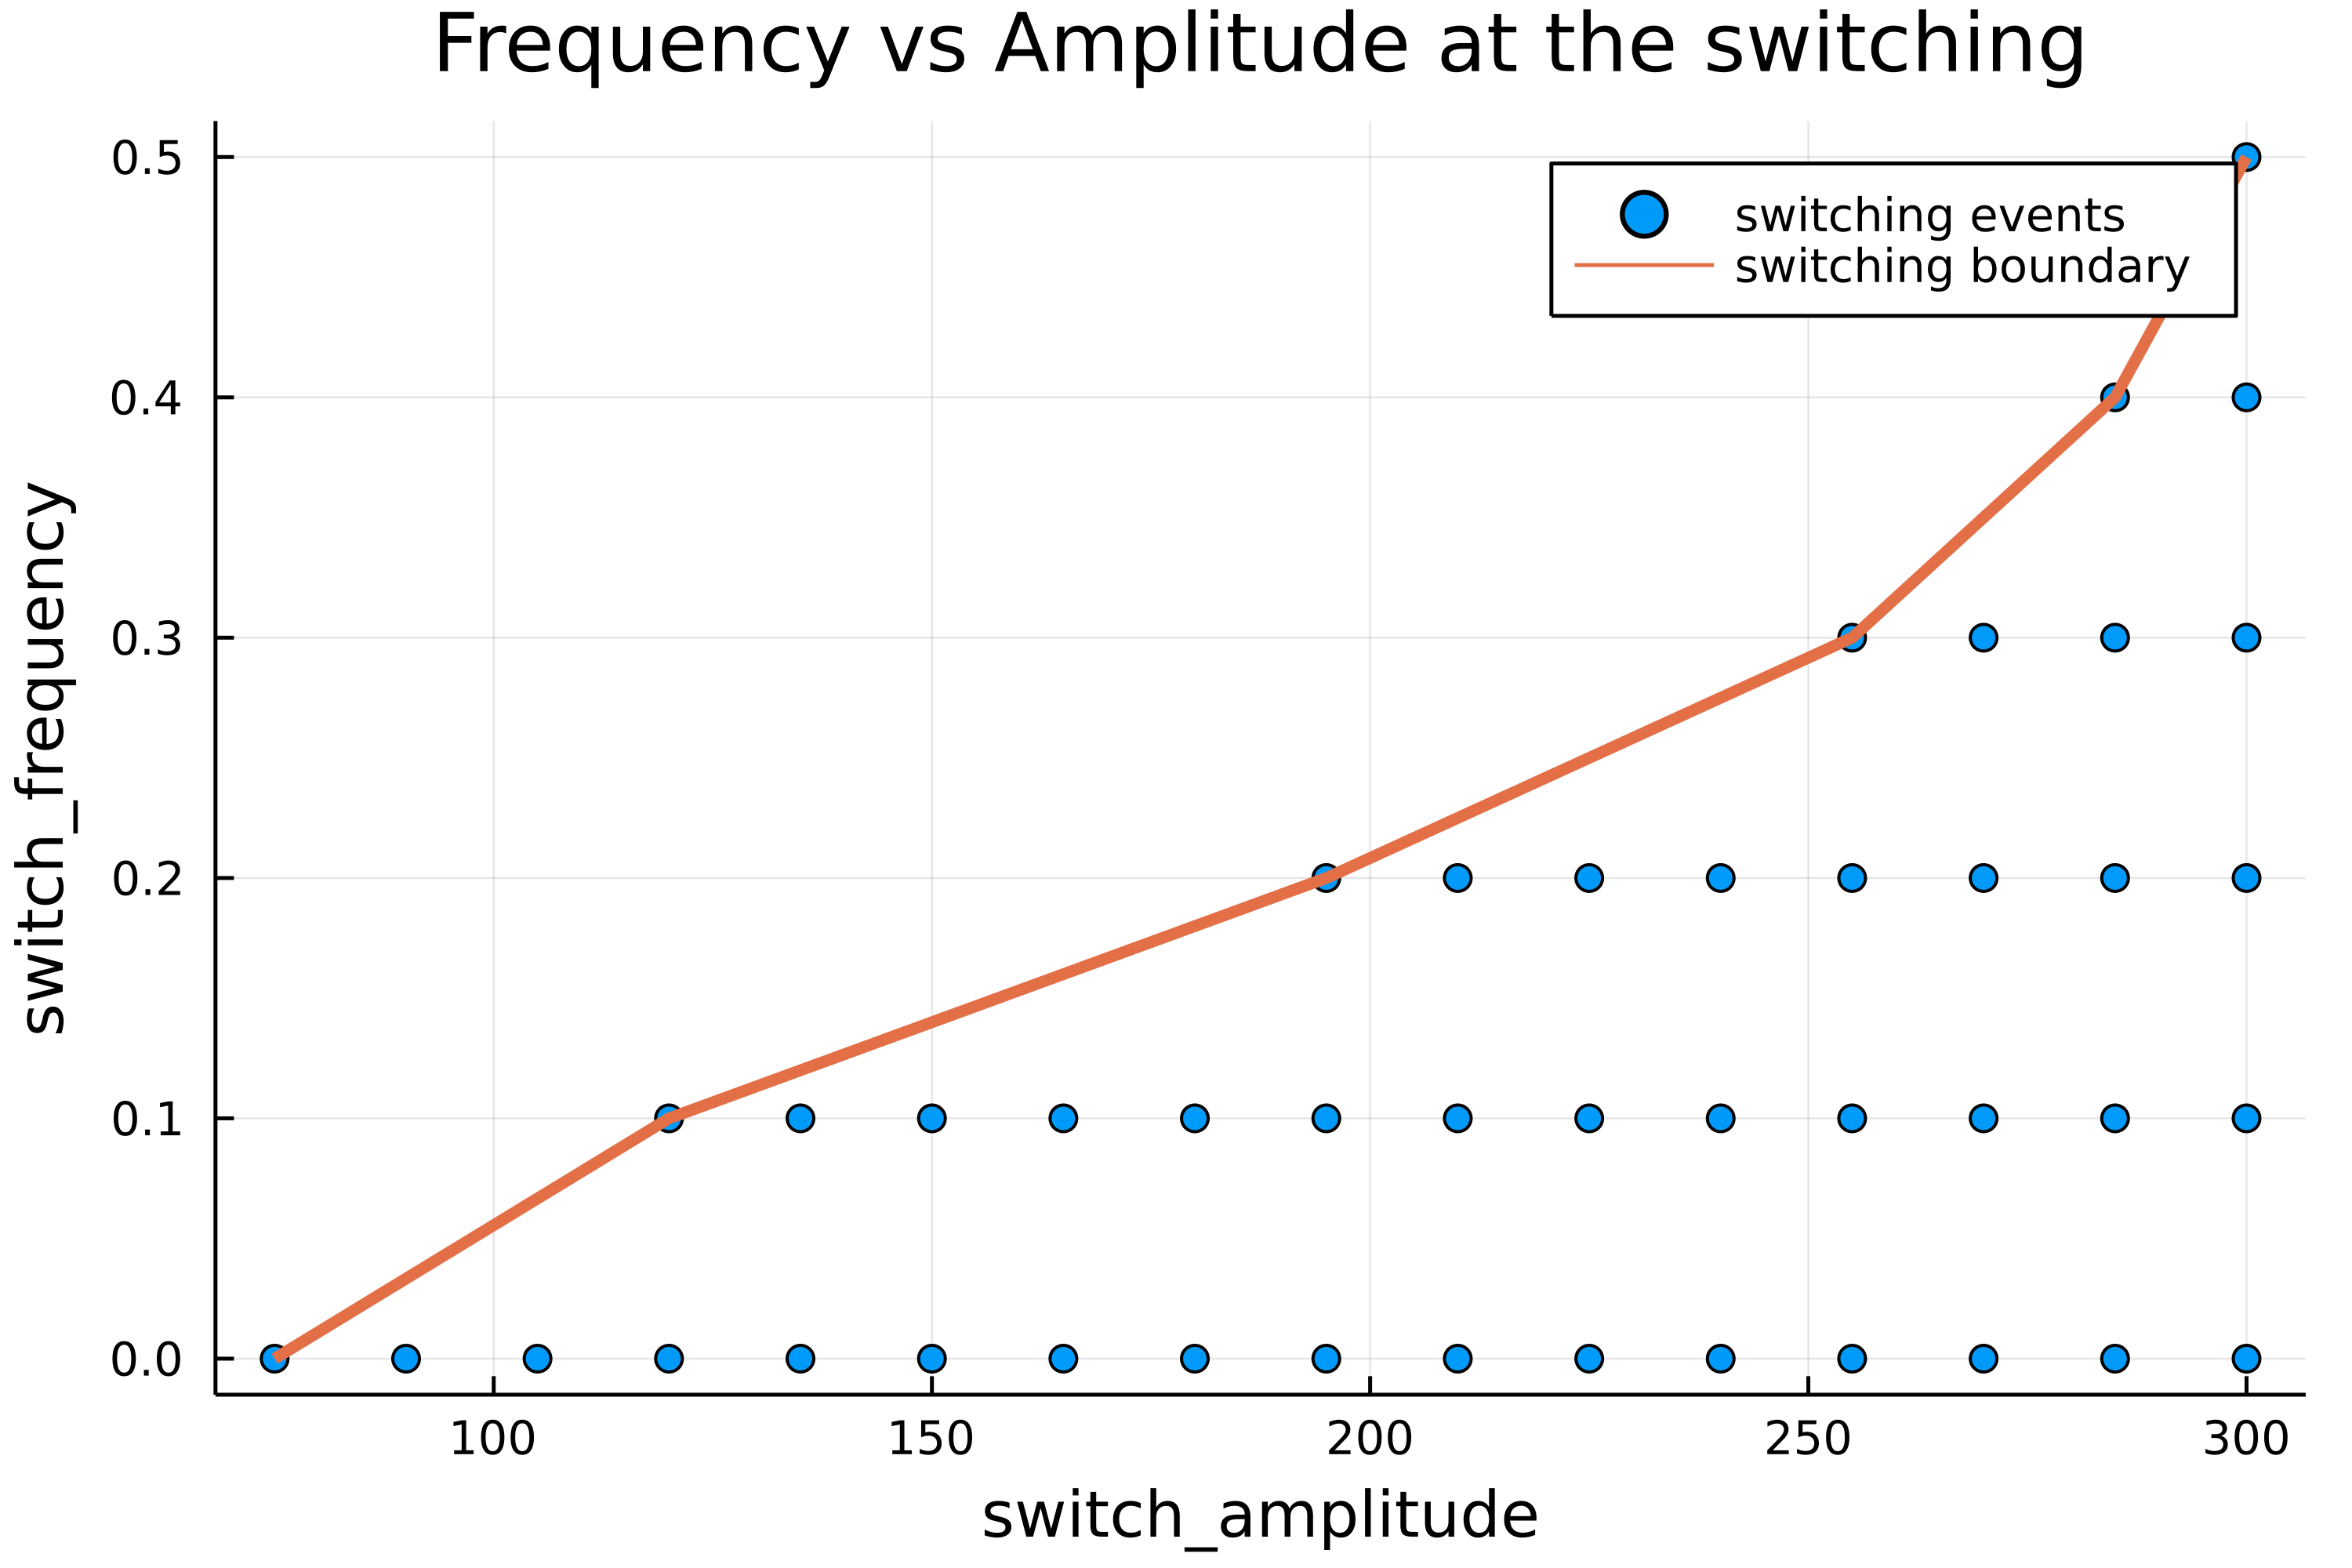 Frequency vs Amplitude at the switching
switching events
switching boundary
switch_frequency
0.5
0.4
0.3
0.2
0.1
0.0
100 150 200 250 300
switch_amplitude